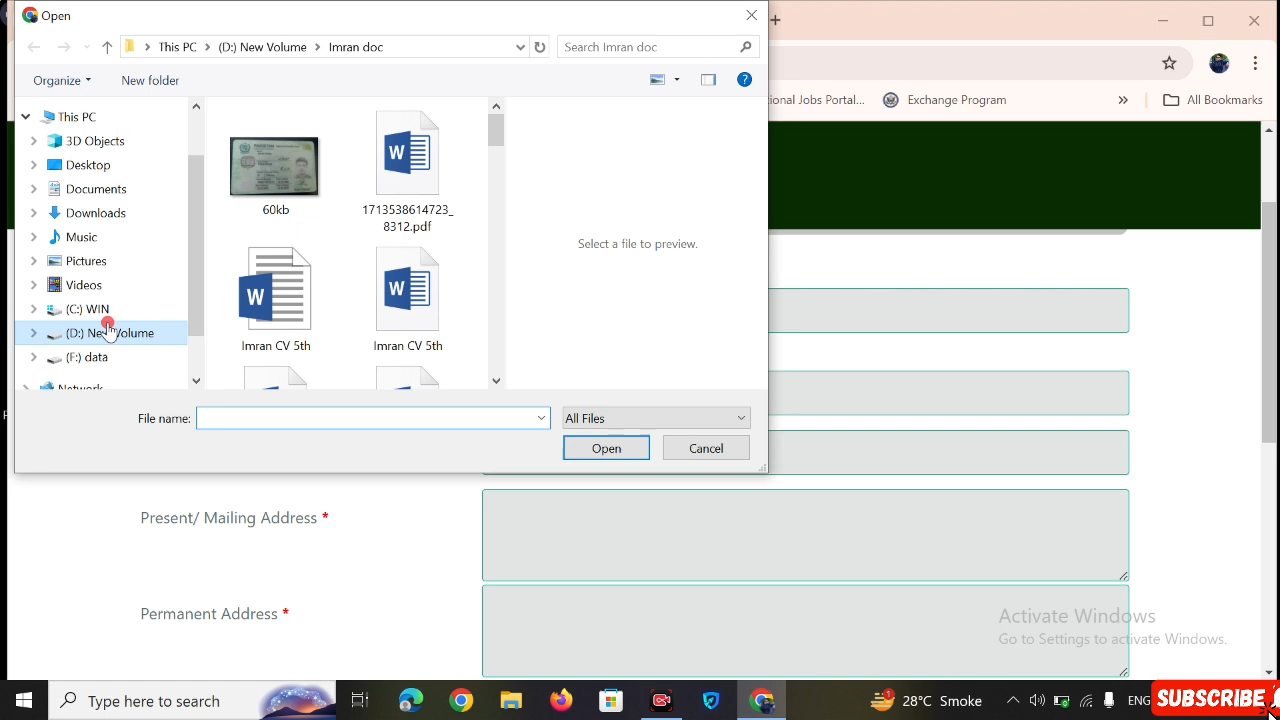 Open
This PC > (D:) New Volume > Imran doc
Search Imran doc
Organize
New folder
This PC
3D Objects
Desktop
Documents
Downloads
Music
Pictures
Videos
(C:) WIN
(D:) New Volume
(F:) data
Network
60kb
1713538614723_
8312.pdf
Imran CV 5th
Imran CV 5th
Select a file to preview.
File name:
All Files
Open
Cancel
ional Jobs Portal...
Exchange Program
»
All Bookmarks
Present/ Mailing Address *
Permanent Address *
Activate Windows
Go to Settings to activate Windows.
Type here to search
28°C Smoke
ENG
SUBSCRIBE